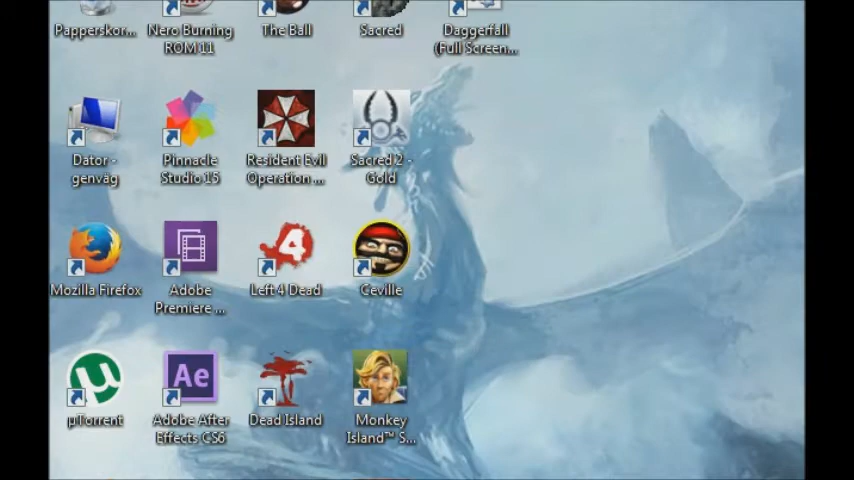 Papperskor...
Nero Burning
ROM 11
The Ball
Sacred
Daggerfall
(Full Screen...
Dator -
genväg
Pinnacle
Studio 15
Resident Evil
Operation ...
Sacred 2 -
Gold
Mozilla Firefox
Adobe
Premiere ...
4
Left 4 Dead
Ceville
µ
µTorrent
Ae
Adobe After
Effects CS6
Dead Island
Monkey
Island™ S...